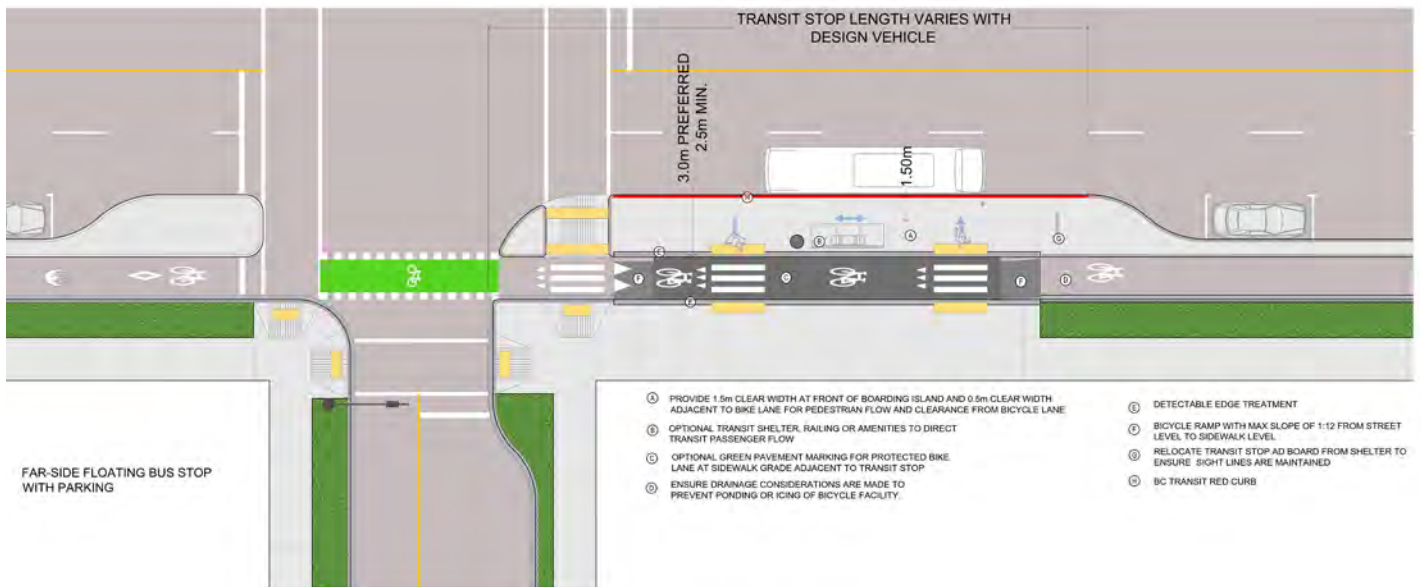 TRANSIT STOP LENGTH VARIES WITH
DESIGN VEHICLE
3.0m PREFERRED
2.5m MIN.
1.50m
H
B
A
G
C
F
C
F
D
E
A PROVIDE 1.5m CLEAR WIDTH AT FRONT OF BOARDING ISLAND AND 0.5m CLEAR WIDTH
ADJACENT TO BIKE LANE FOR PEDESTRIAN FLOW AND CLEARANCE FROM BICYCLE LANE
B OPTIONAL TRANSIT SHELTER, RAILING OR AMENITIES TO DIRECT
TRANSIT PASSENGER FLOW
C OPTIONAL GREEN PAVEMENT MARKING FOR PROTECTED BIKE
LANE AT SIDEWALK GRADE ADJACENT TO TRANSIT STOP
D ENSURE DRAINAGE CONSIDERATIONS ARE MADE TO
PREVENT PONDING OR ICING OF BICYCLE FACILITY.
E DETECTABLE EDGE TREATMENT
F BICYCLE RAMP WITH MAX SLOPE OF 1:12 FROM STREET
LEVEL TO SIDEWALK LEVEL
G RELOCATE TRANSIT STOP AD BOARD FROM SHELTER TO
ENSURE SIGHT LINES ARE MAINTAINED
H BC TRANSIT RED CURB
FAR-SIDE FLOATING BUS STOP
WITH PARKING